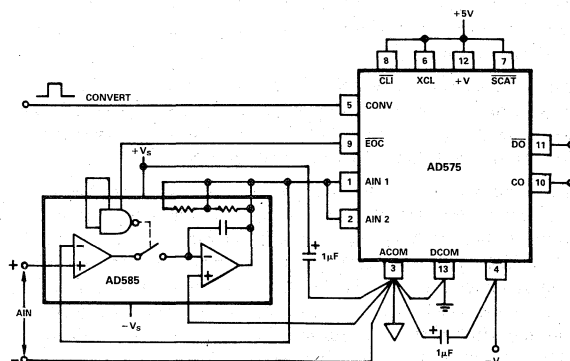 +5V
8 6 12 7
CLI XCL +V SCAT
CONVERT
5 CONV
9 EOC
DO 11
AD575
+VS
1 AIN 1
CO 10
2 AIN 2
+
1μF
ACOM DCOM
3 13 4
- +
- +
+
AIN
-
AD585
-VS
+
1μF
-V